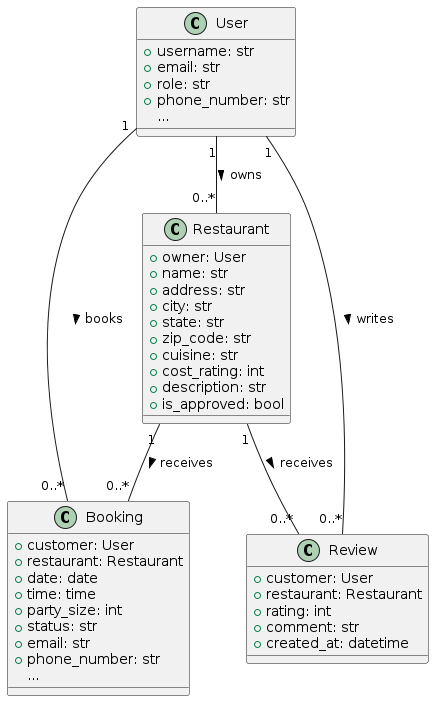 C User
username: str
email: str
role: str
phone_number: str
...
1
1
1
owns
0..*
C Restaurant
owner: User
name: str
address: str
city: str
state: str
zip_code: str
cuisine: str
cost_rating: int
description: str
is_approved: bool
books
writes
1
1
receives
receives
0..*
0..*
0..*
0..*
C Booking
customer: User
restaurant: Restaurant
date: date
time: time
party_size: int
status: str
email: str
phone_number: str
...
C Review
customer: User
restaurant: Restaurant
rating: int
comment: str
created_at: datetime